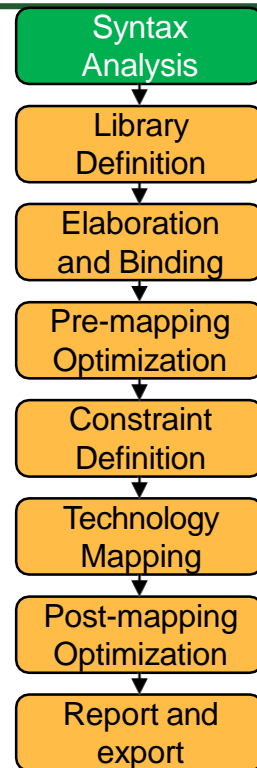 Syntax
Analysis
Library
Definition
Elaboration
and Binding
Pre-mapping
Optimization
Constraint
Definition
Technology
Mapping
Post-mapping
Optimization
Report and
export